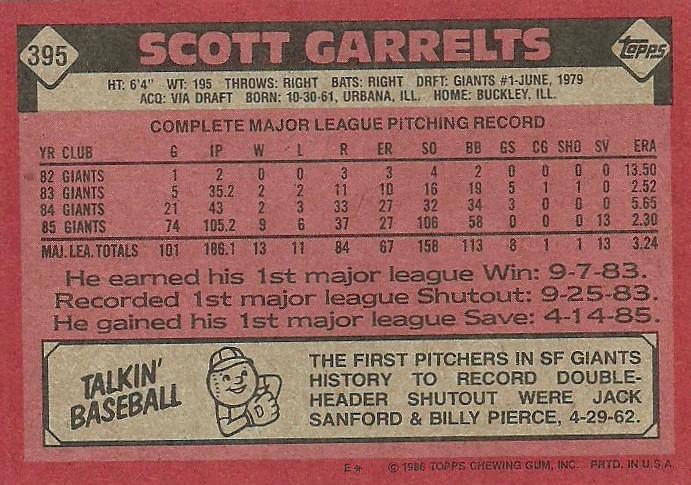 395
SCOTT GARRELTS
topps
HT: 6'4" WT: 195 THROWS: RIGHT BATS: RIGHT DRFT: GIANTS #1-JUNE, 1979
ACQ: VIA DRAFT BORN: 10-30-61, URBANA, ILL. HOME: BUCKLEY, ILL.
COMPLETE MAJOR LEAGUE PITCHING RECORD
YR CLUB G IP W L R ER SO BB GS CG SHO SV ERA
82 GIANTS 1 2 0 0 3 3 4 2 0 0 0 0 13.50
83 GIANTS 5 35.2 2 2 11 10 16 19 5 1 1 0 2.52
84 GIANTS 21 43 2 3 33 27 32 34 3 0 0 0 5.65
85 GIANTS 74 105.2 9 6 37 27 106 58 0 0 0 13 2.30
MAJ.LEA.TOTALS 101 186.1 13 11 84 67 158 113 8 1 1 13 3.24
He earned his 1st major league Win: 9-7-83.
Recorded 1st major league Shutout: 9-25-83.
He gained his 1st major league Save: 4-14-85.
TALKIN' BASEBALL
D
THE FIRST PITCHERS IN SF GIANTS
HISTORY TO RECORD DOUBLE-
HEADER SHUTOUT WERE JACK
SANFORD & BILLY PIERCE, 4-29-62.
E* © 1986 TOPPS CHEWING GUM, INC. PRTD. IN U.S.A.